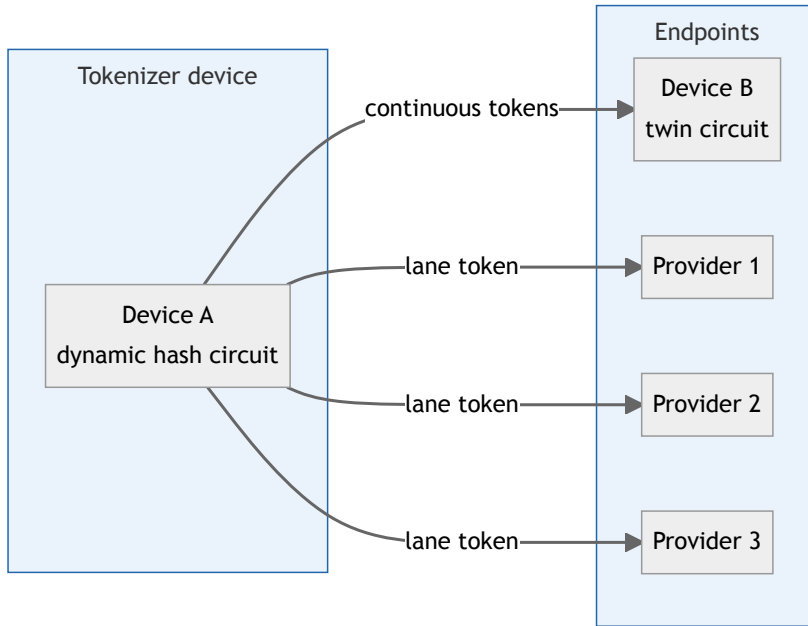 Tokenizer device
Device A
dynamic hash circuit
continuous tokens
lane token
lane token
lane token
Endpoints
Device B
twin circuit
Provider 1
Provider 2
Provider 3